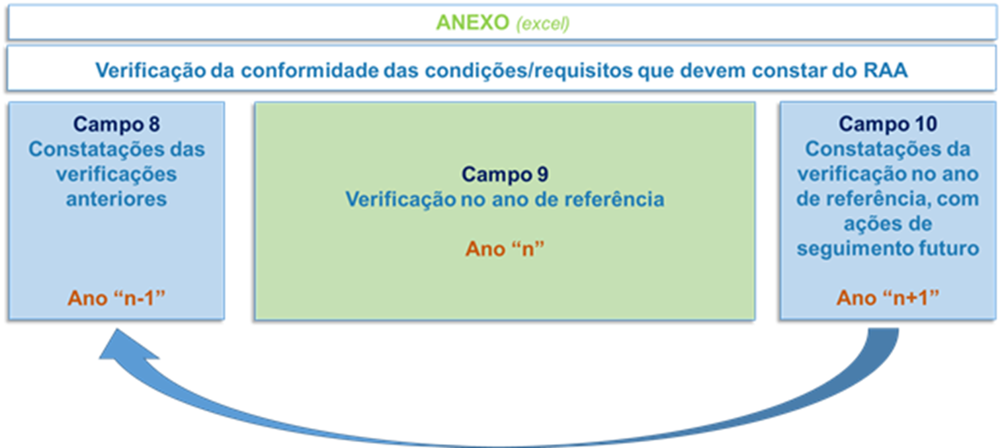 ANEXO (excel)
Verificação da conformidade das condições/requisitos que devem constar do RAA
Campo 8
Constatações das
verificações
anteriores
Ano “n-1”
Campo 9
Verificação no ano de referência
Ano “n”
Campo 10
Constatações da
verificação no ano
de referência, com
ações de
seguimento futuro
Ano “n+1”